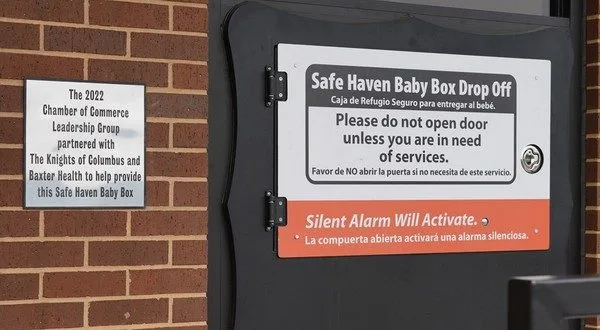 The 2022
Chamber of Commerce
Leadership Group
partnered with
The Knights of Columbus and
Baxter Health to help provide
this Safe Haven Baby Box
Safe Haven Baby Box Drop Off
Caja de Refugio Seguro para entregar al bebé.
Please do not open door
unless you are in need
of services.
Favor de NO abrir la puerta si no necesita de este servicio.
Silent Alarm Will Activate.
La compuerta abierta activará una alarma silenciosa.